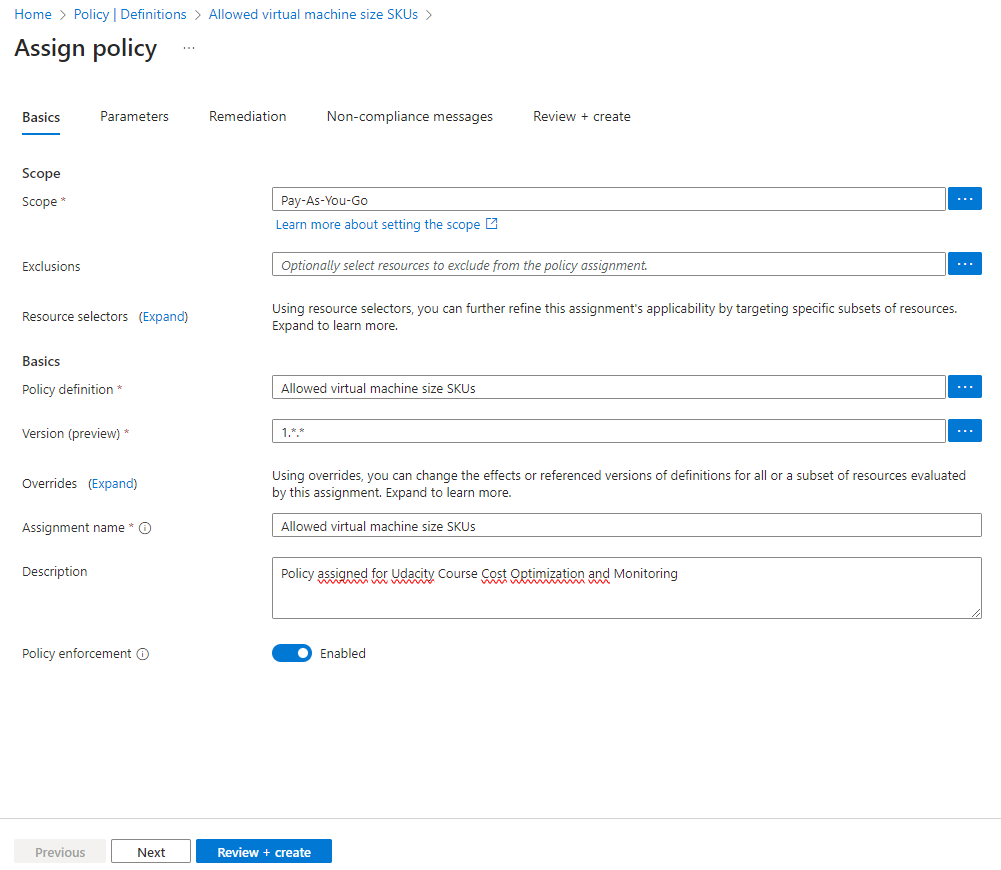 Home > Policy | Definitions > Allowed virtual machine size SKUs >
Assign policy ...
Basics Parameters Remediation Non-compliance messages Review + create
Scope
Scope * Pay-As-You-Go ...
Learn more about setting the scope
Exclusions Optionally select resources to exclude from the policy assignment. ...
Resource selectors (Expand) Using resource selectors, you can further refine this assignment's applicability by targeting specific subsets of resources.
Expand to learn more.
Basics
Policy definition * Allowed virtual machine size SKUs ...
Version (preview) * 1.*.* ...
Overrides (Expand) Using overrides, you can change the effects or referenced versions of definitions for all or a subset of resources evaluated
by this assignment. Expand to learn more.
Assignment name * Allowed virtual machine size SKUs
Description Policy assigned for Udacity Course Cost Optimization and Monitoring
Policy enforcement Enabled
Previous Next Review + create